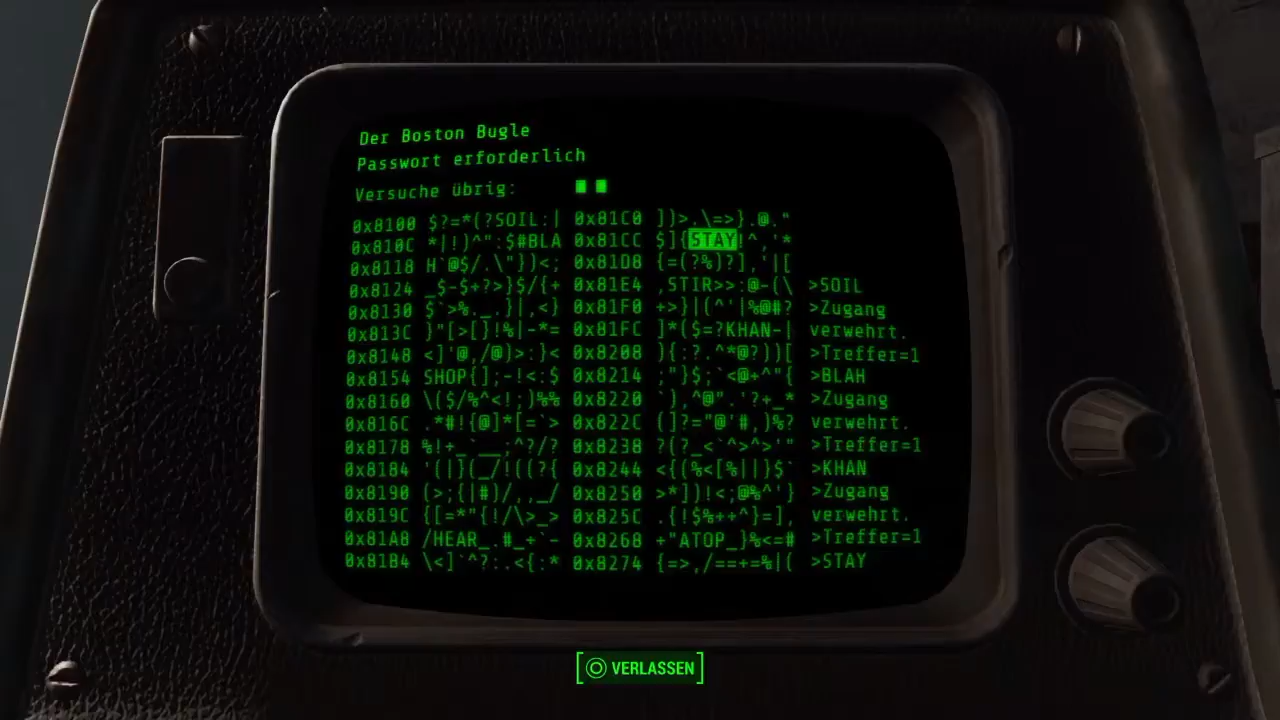 Der Boston Bugle
Passwort erforderlich
Versuche übrig:
0x8100 $?=*(?SOIL:| 0x81C0 ])>.\=>}.@."
0x810C *|!)^":$#BLA 0x81CC $]{STAY!^,'*
0x8118 H`@$/.\"})<; 0x81D8 {=(?%)?],'|[
0x8124 _$-$+?>}$/{+ 0x81E4 ,STIR>>:@-(\ >SOIL
0x8130 $`>%._.}|,<} 0x81F0 +>}|(^'|%@#? >Zugang
0x813C }"[>[}!%|-*= 0x81FC ]*($=?KHAN-| verwehrt.
0x8148 <]'@,/@)>:}< 0x8208 ){:?.^*@?))[ >Treffer=1
0x8154 SHOP{];-!<:$ 0x8214 ;"}$;`<@+^"{ >BLAH
0x8160 \($/%^<!;)%% 0x8220 `),^@".'?+_* >Zugang
0x816C .*#!{@]*[=`> 0x822C (]?="@'#,)%? verwehrt.
0x8178 %!+_`__;^?/? 0x8238 ?(?_<`^>^>'" >Treffer=1
0x8184 '(|}(_/!((?{ 0x8244 <{(%<[%||}$` >KHAN
0x8190 (>;{|#)/,,_/ 0x8250 >*])!<;@%^'} >Zugang
0x819C {[=*"{!/\>_> 0x825C .{!$%++^}=], verwehrt.
0x81A8 /HEAR_.#_+`- 0x8268 +"ATOP_}%<=# >Treffer=1
0x81B4 \<]`^?:.<{:* 0x8274 {=>,/==+=%|( >STAY
VERLASSEN